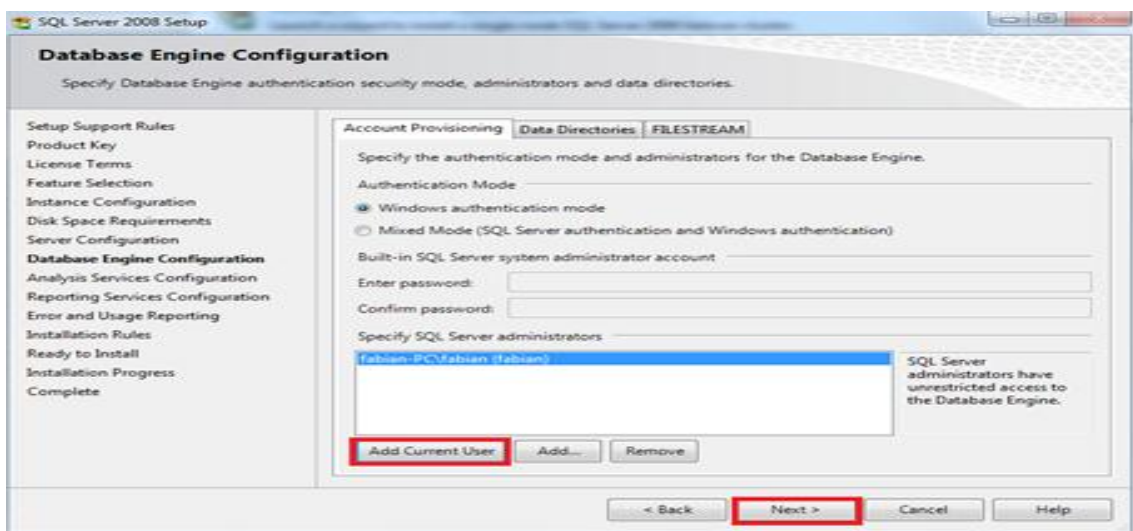 SQL Server 2008 Setup
Database Engine Configuration
Specify Database Engine authentication security mode, administrators and data directories.
Setup Support Rules
Product Key
License Terms
Feature Selection
Instance Configuration
Disk Space Requirements
Server Configuration
Database Engine Configuration
Analysis Services Configuration
Reporting Services Configuration
Error and Usage Reporting
Installation Rules
Ready to Install
Installation Progress
Complete
Account Provisioning Data Directories FILESTREAM
Specify the authentication mode and administrators for the Database Engine.
Authentication Mode
Windows authentication mode
Mixed Mode (SQL Server authentication and Windows authentication)
Built-in SQL Server system administrator account
Enter password:
Confirm password:
Specify SQL Server administrators
fabian-PC\fabian (fabian)
SQL Server
administrators have
unrestricted access to
the Database Engine.
Add Current User Add... Remove
< Back Next > Cancel Help